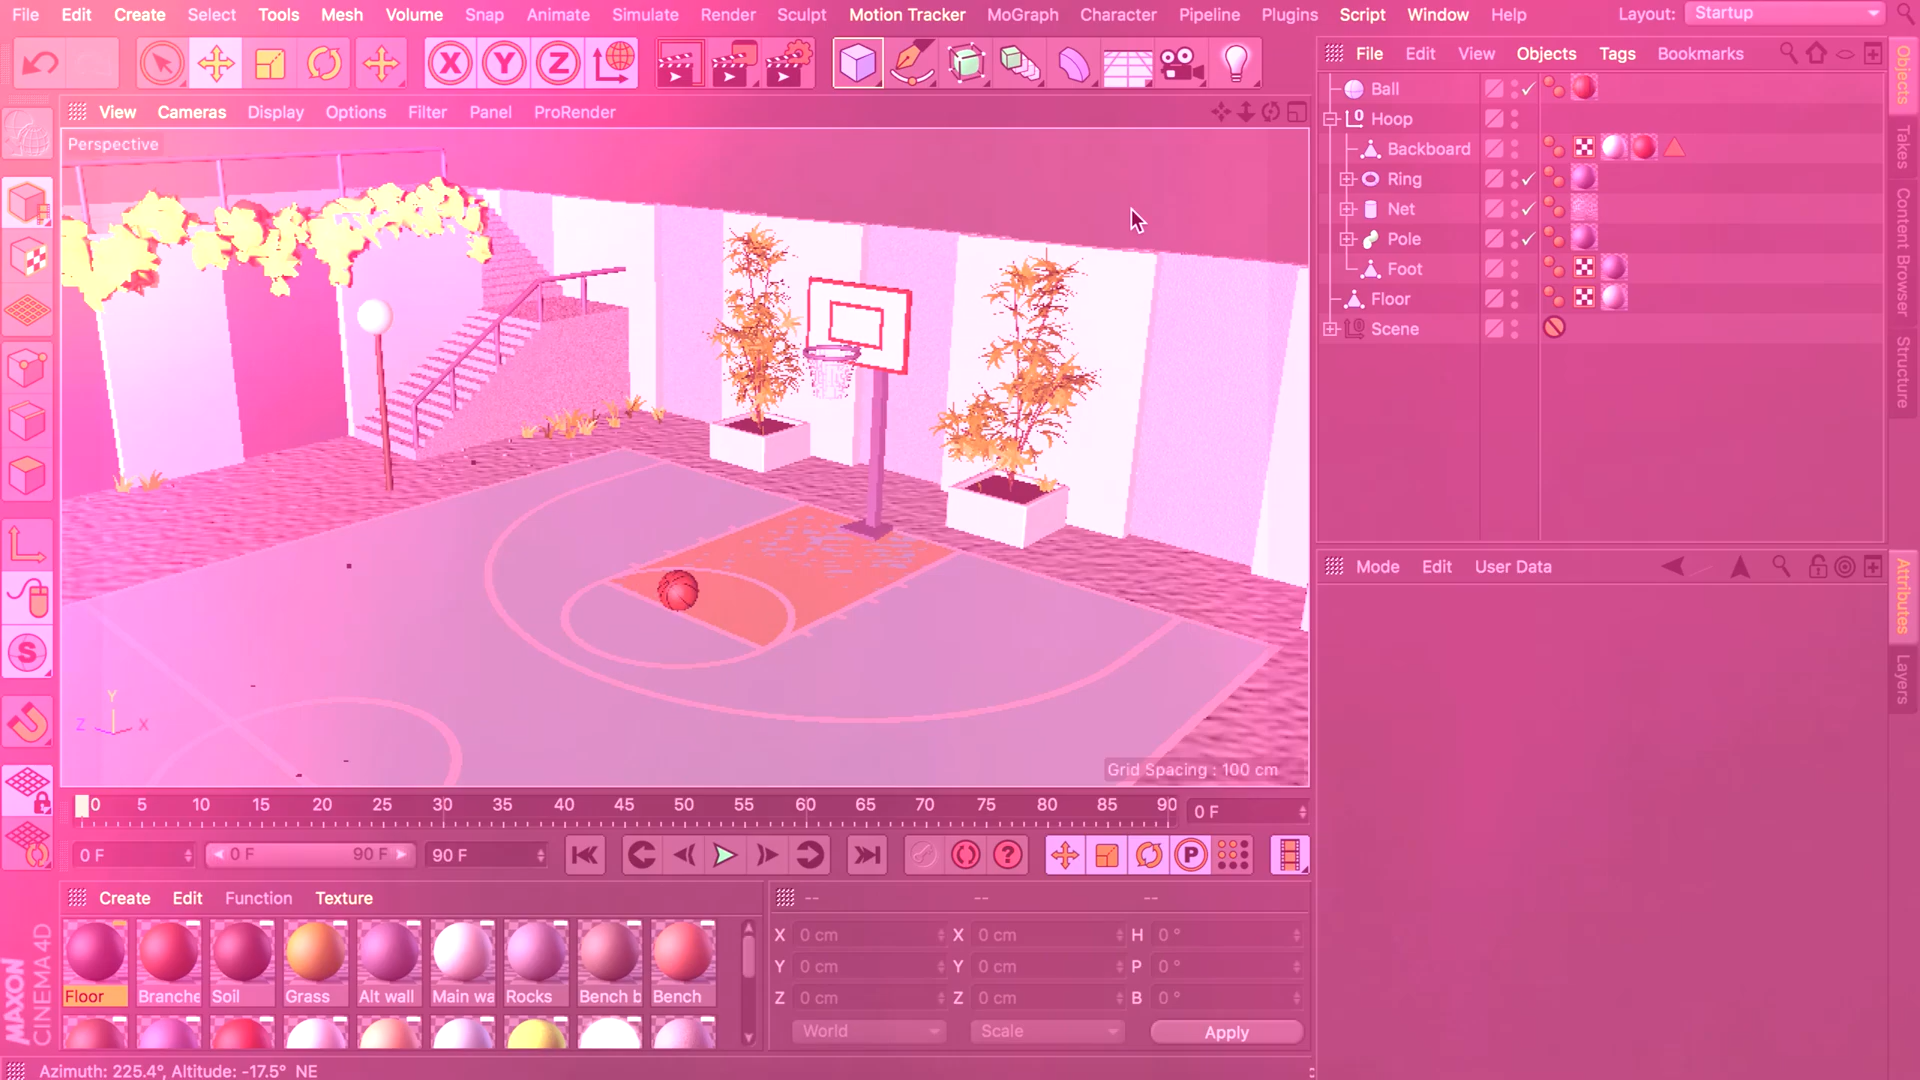 File Edit Create Select Tools Mesh Volume Snap Animate Simulate Render Sculpt Motion Tracker MoGraph Character Pipeline Plugins Script Window Help Layout: Startup
X Y Z
File Edit View Objects Tags Bookmarks
View Cameras Display Options Filter Panel ProRender
Perspective
Ball
Hoop
Backboard
Ring
Net
Pole
Foot
Floor
Scene
Objects
Takes
Content Browser
Structure
Mode Edit User Data
Attributes
Layers
S
Y
Z X
Grid Spacing : 100 cm
0 5 10 15 20 25 30 35 40 45 50 55 60 65 70 75 80 85 90 0 F
0 F 0 F 90 F 90 F ? P
Create Edit Function Texture
-- -- --
Floor Branche Soil Grass Alt wall Main wa Rocks Bench b Bench
X 0 cm X 0 cm H 0 °
Y 0 cm Y 0 cm P 0 °
Z 0 cm Z 0 cm B 0 °
World Scale Apply
MAXON
CINEMA 4D
Azimuth: 225.4°, Altitude: -17.5° NE